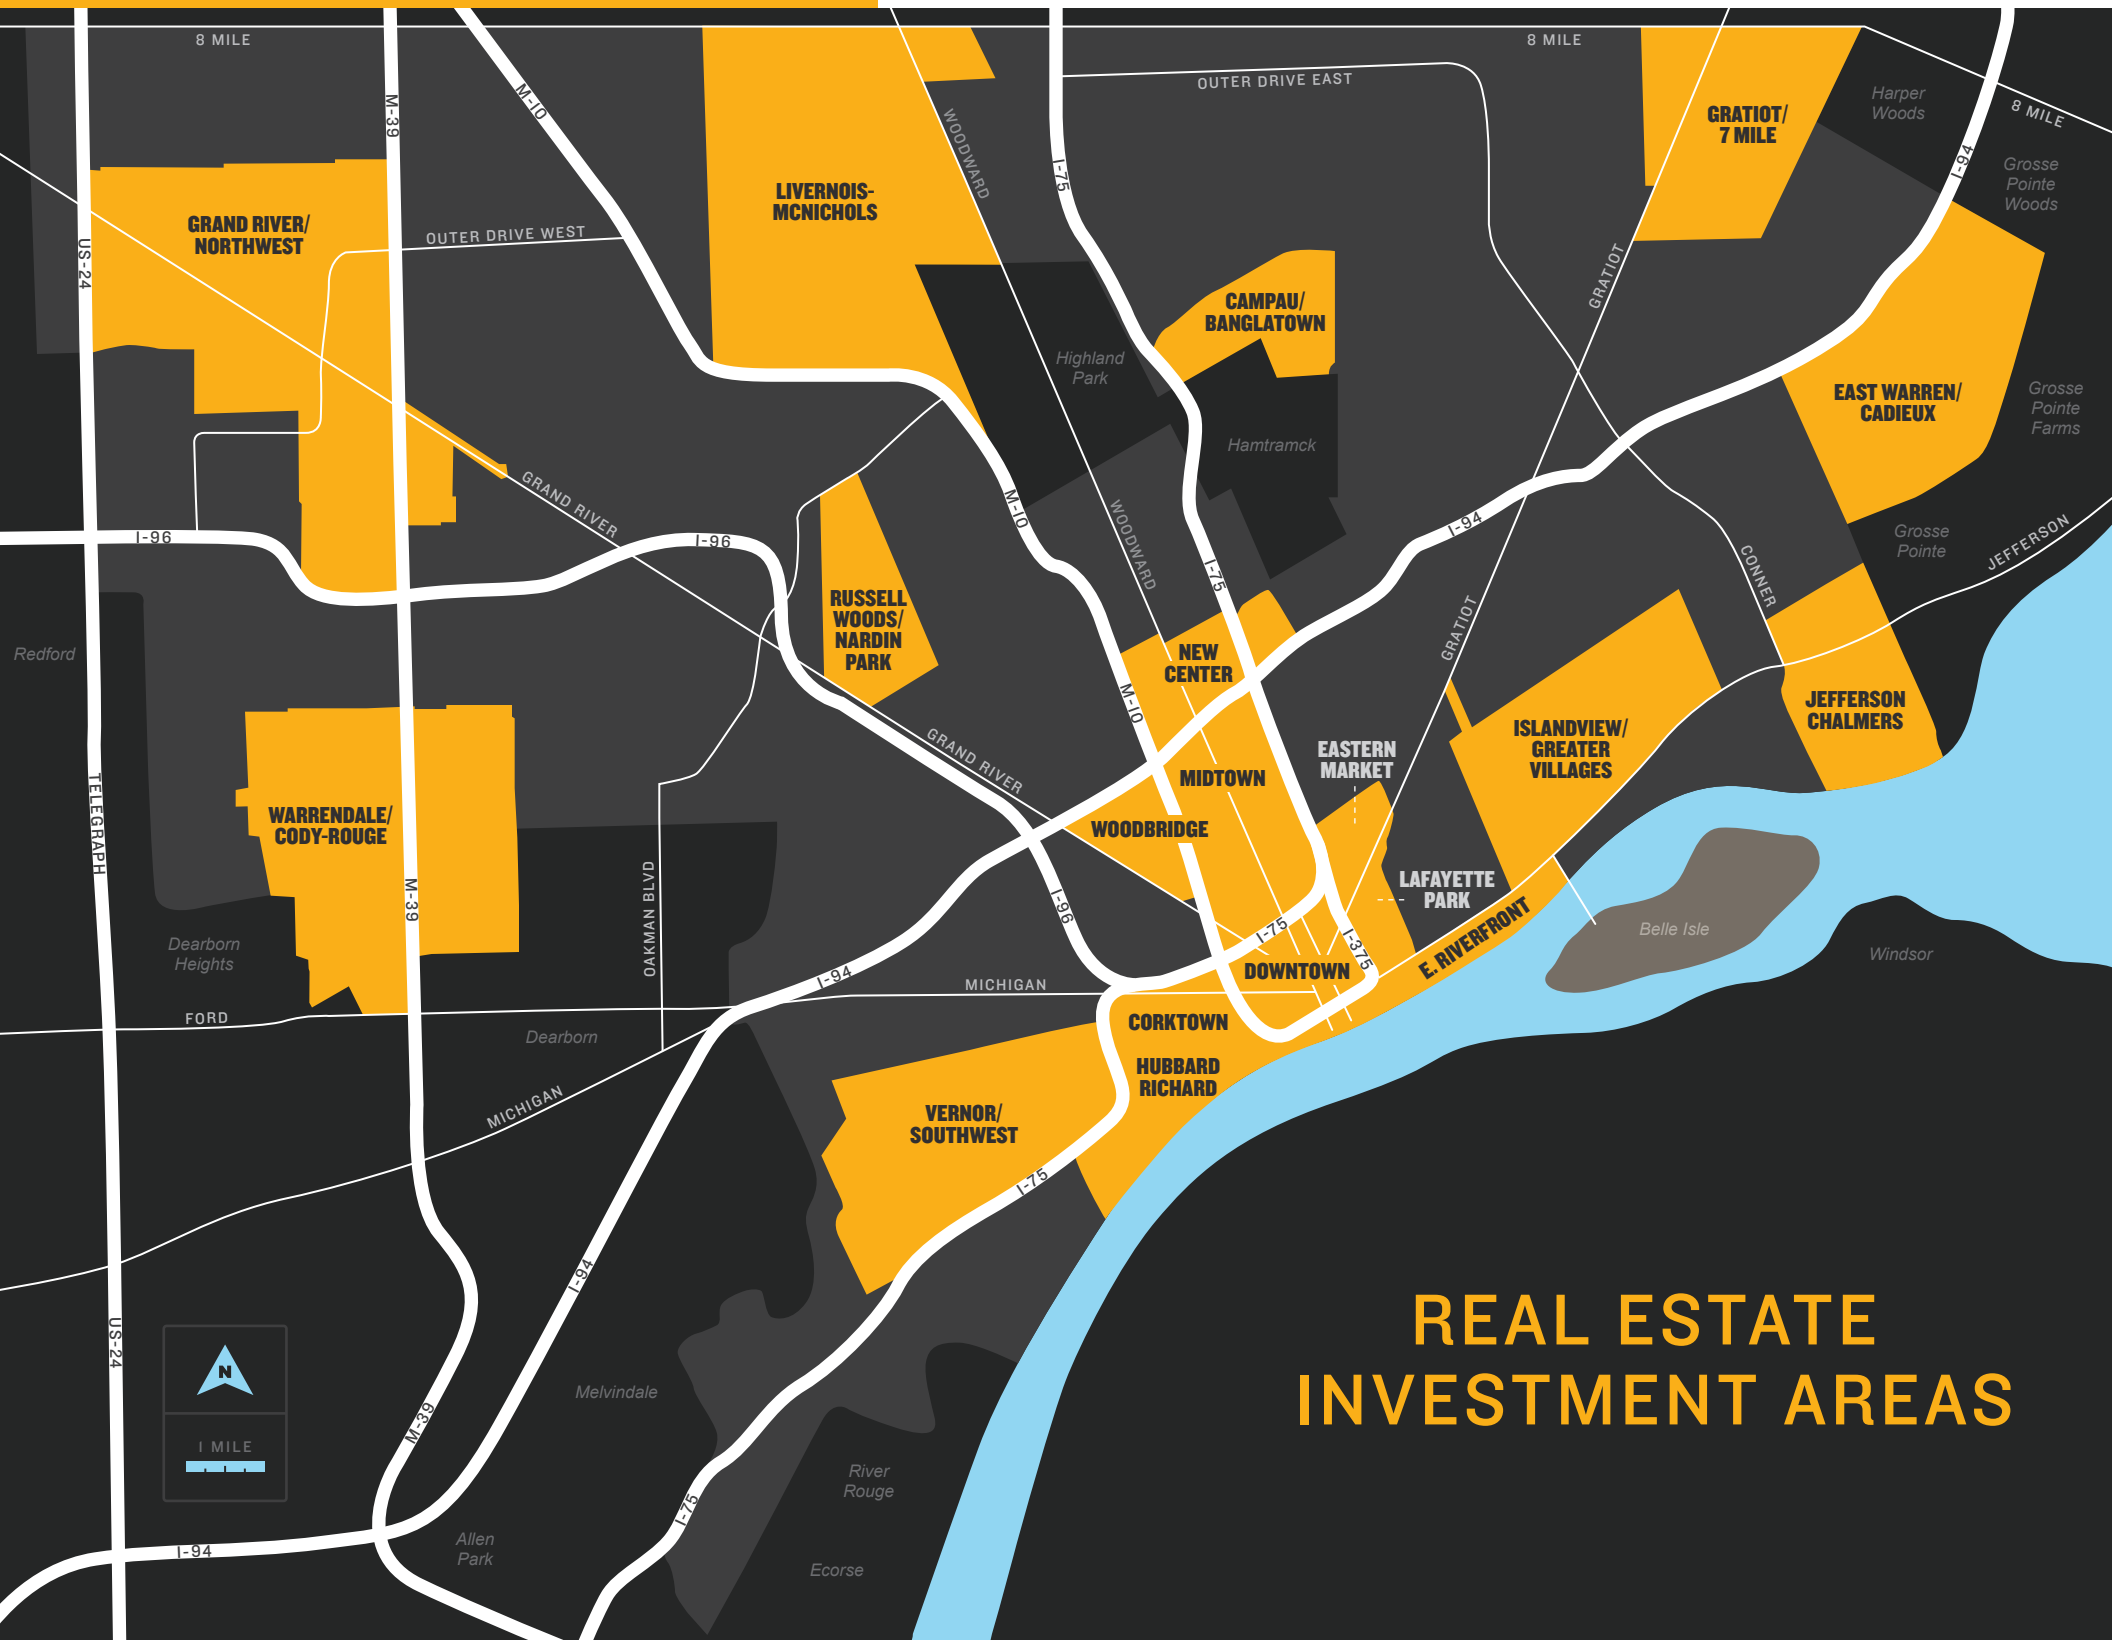 8 MILE
8 MILE
OUTER DRIVE EAST
M-39
M-10
WOODWARD
I-75
GRATIOT/
7 MILE
Harper
Woods
8 MILE
I-94
Grosse
Pointe
Woods
LIVERNOIS-
MCNICHOLS
GRAND RIVER/
NORTHWEST
US-24
OUTER DRIVE WEST
GRATIOT
CAMPAU/
BANGLATOWN
Highland
Park
Hamtramck
EAST WARREN/
CADIEUX
Grosse
Pointe
Farms
GRAND RIVER
I-96
I-96
M-10
WOODWARD
I-75
I-94
Grosse
Pointe
JEFFERSON
CONNER
GRATIOT
Redford
RUSSELL
WOODS/
NARDIN
PARK
NEW
CENTER
M-10
JEFFERSON
CHALMERS
ISLANDVIEW/
GREATER
VILLAGES
EASTERN
MARKET
GRAND RIVER
MIDTOWN
TELEGRAPH
WARRENDALE/
CODY-ROUGE
WOODBRIDGE
M-39
OAKMAN BLVD
I-96
LAFAYETTE
PARK
E. RIVERFRONT
Belle Isle
Windsor
Dearborn
Heights
I-75
I-375
I-94
MICHIGAN
DOWNTOWN
FORD
Dearborn
CORKTOWN
HUBBARD
RICHARD
MICHIGAN
VERNOR/
SOUTHWEST
I-75
I-94
US-24
N
1 MILE
REAL ESTATE
INVESTMENT AREAS
Melvindale
M-39
River
Rouge
I-75
I-94
Allen
Park
Ecorse